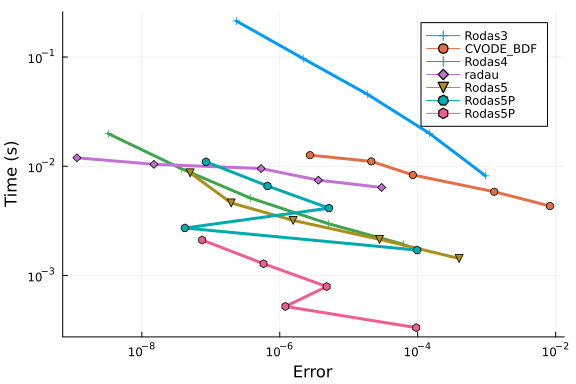 Rodas3
CVODE_BDF
Rodas4
radau
Rodas5
Rodas5P
Rodas5P
10⁻¹
10⁻²
10⁻³
Time (s)
10⁻⁸
10⁻⁶
10⁻⁴
10⁻²
Error